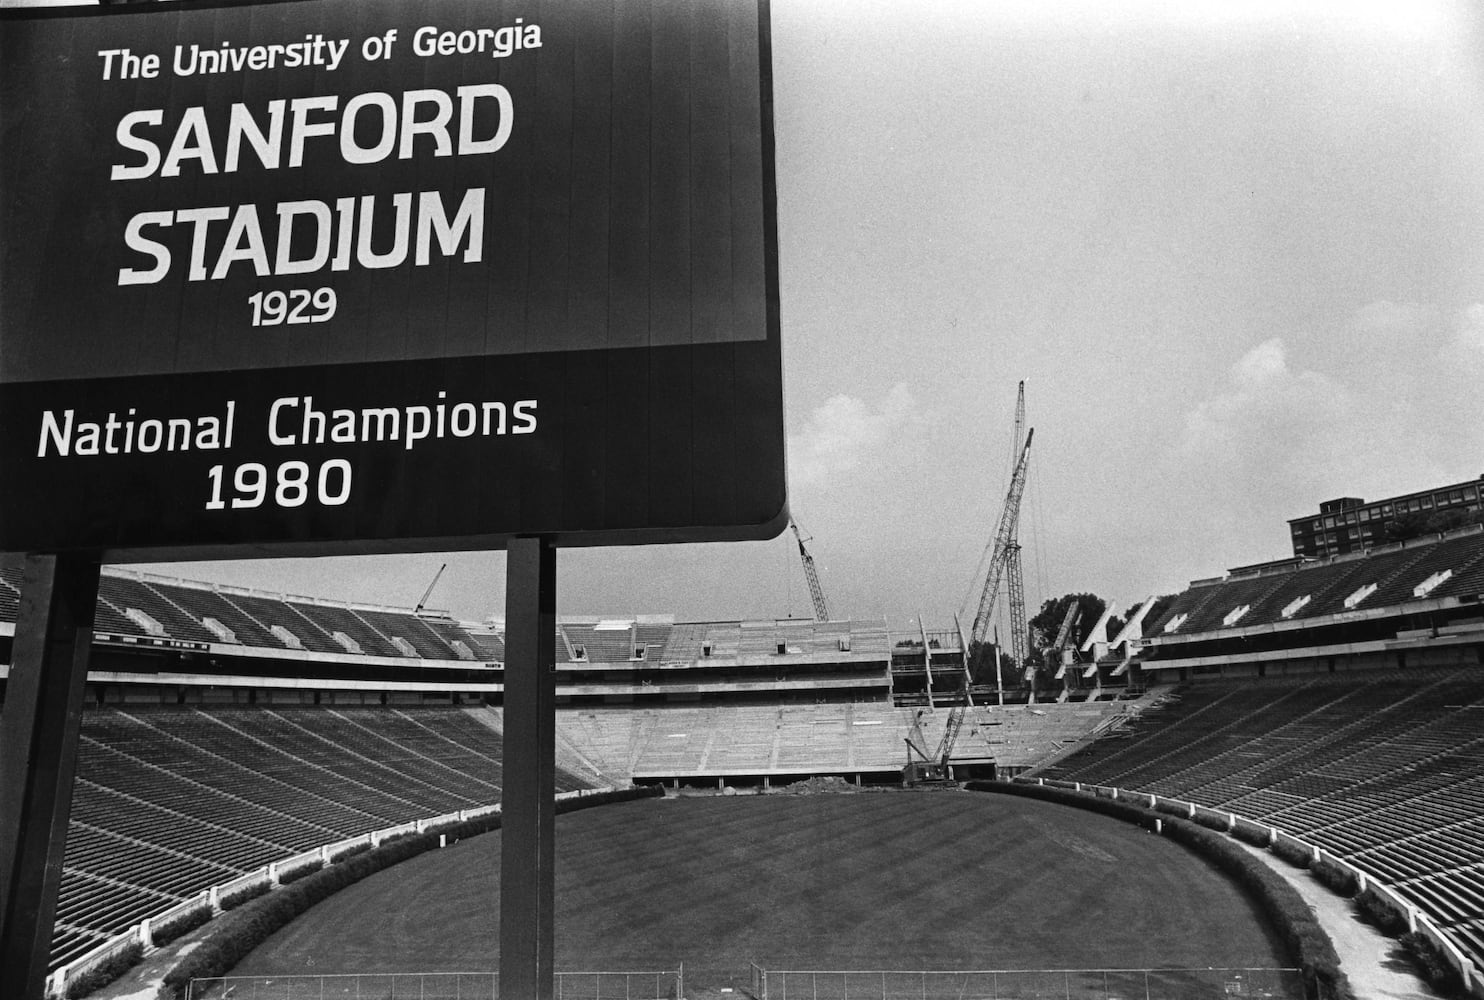 The University of Georgia
SANFORD
STADIUM
1929
National Champions
1980